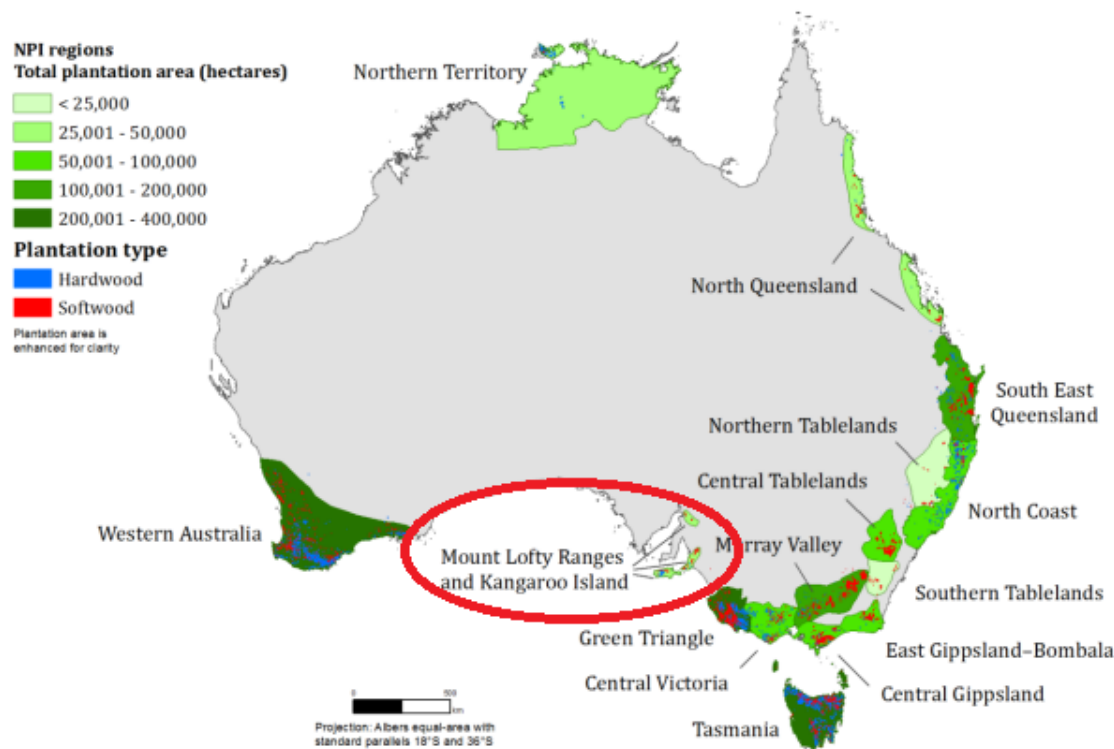 NPI regions
Total plantation area (hectares)
< 25,000
25,001 - 50,000
50,001 - 100,000
100,001 - 200,000
200,001 - 400,000
Plantation type
Hardwood
Softwood
Plantation area is
enhanced for clarity
Northern Territory
North Queensland
South East
Queensland
Northern Tablelands
Central Tablelands
North Coast
Western Australia
Mount Lofty Ranges
and Kangaroo Island
Murray Valley
Southern Tablelands
Green Triangle
East Gippsland–Bombala
Central Victoria
Central Gippsland
Tasmania
0
500
km
Projection: Albers equal-area with
standard parallels 18°S and 36°S